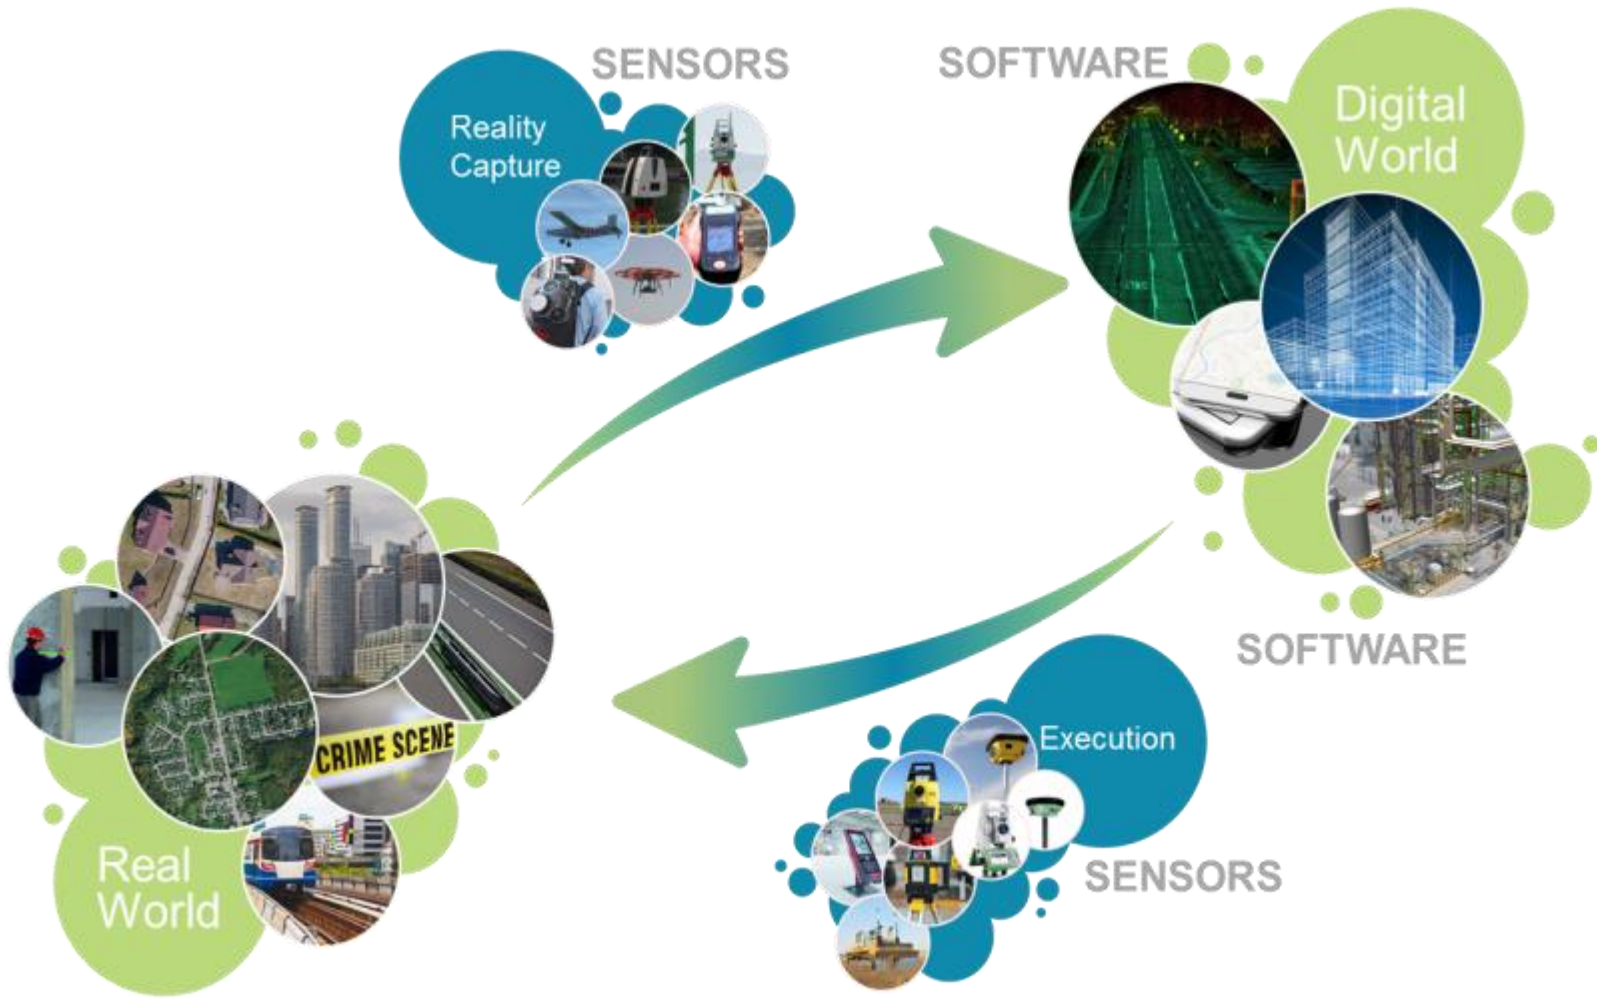 SENSORS
SOFTWARE
Reality
Capture
Digital
World
SOFTWARE
CRIME SCENE
Execution
Real
World
SENSORS